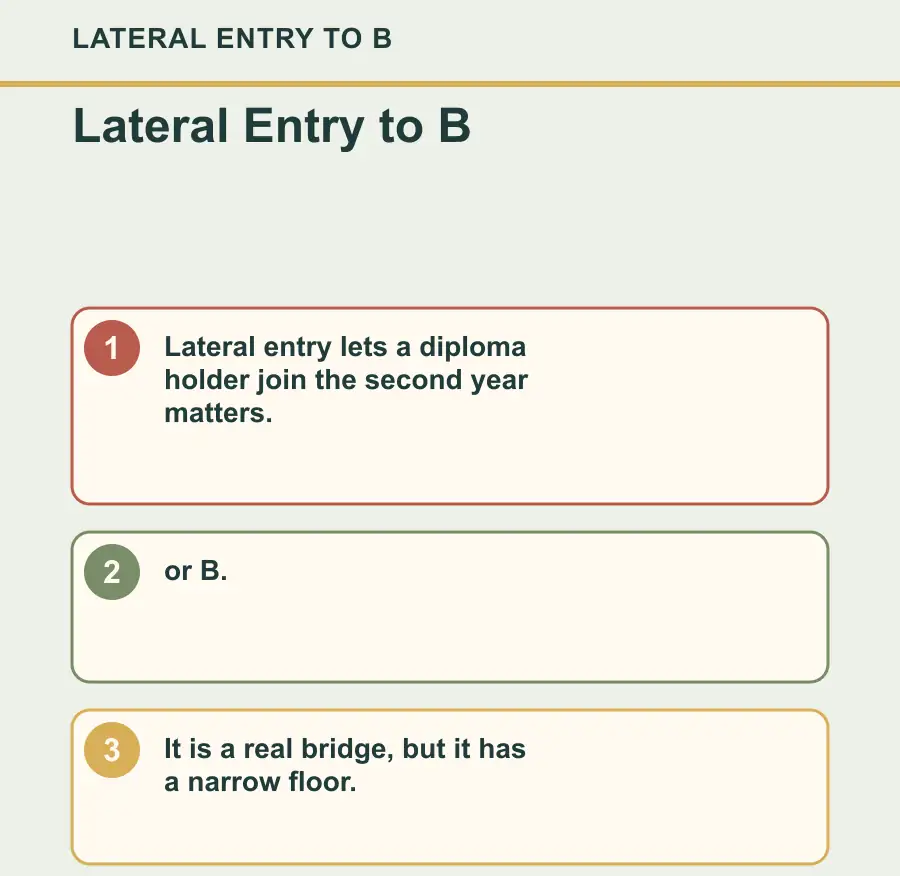 LATERAL ENTRY TO B
Lateral Entry to B
1
Lateral entry lets a diploma
holder join the second year
matters.
2
or B.
3
It is a real bridge, but it has
a narrow floor.